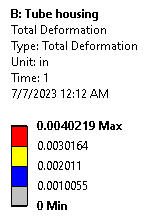 B: Tube housing
Total Deformation
Type: Total Deformation
Unit: in
Time: 1
7/7/2023 12:12 AM
0.0040219 Max
0.0030164
0.002011
0.0010055
0 Min